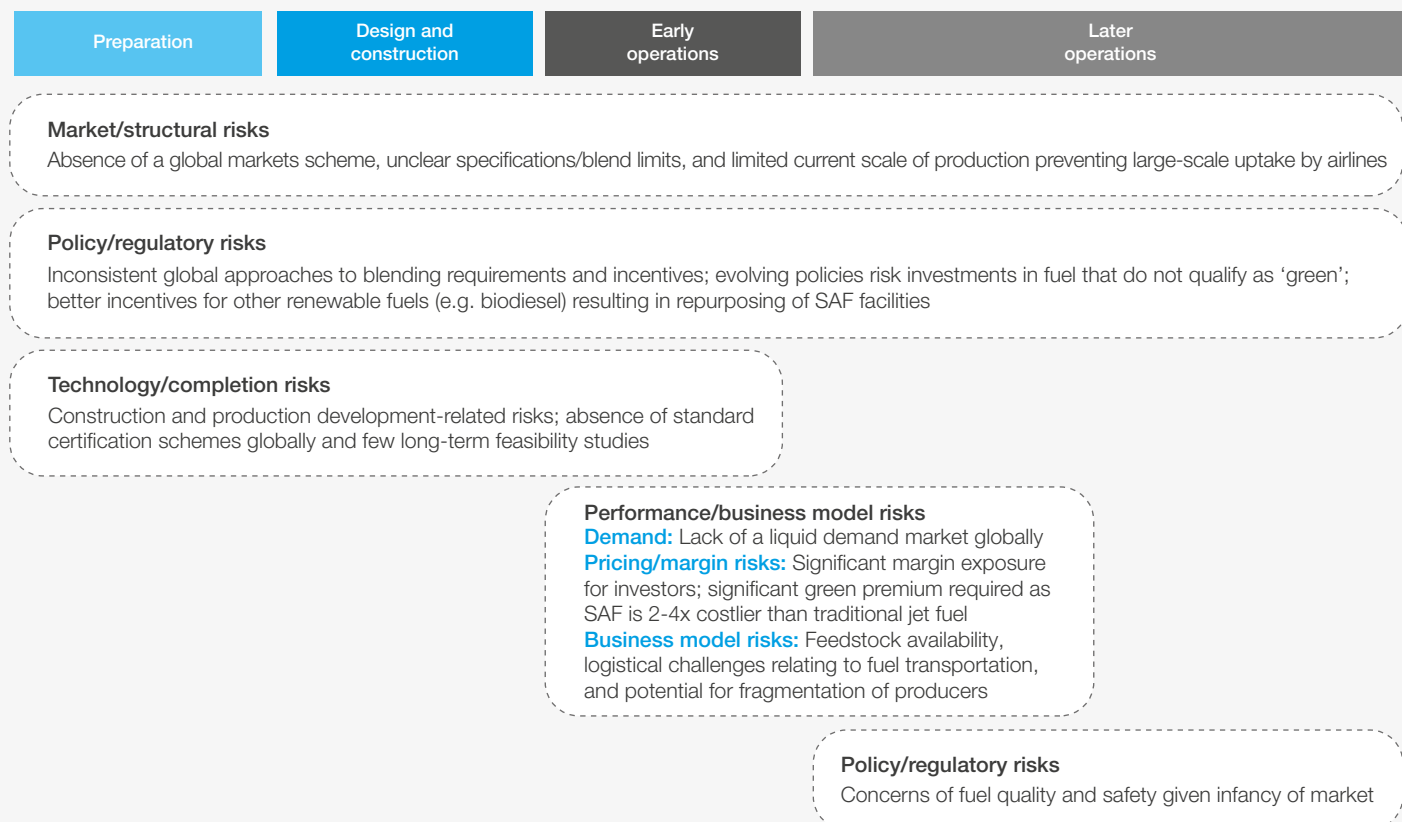 Preparation
Design and
construction
Early
operations
Later
operations
Market/structural risks
Absence of a global markets scheme, unclear specifications/blend limits, and limited current scale of production preventing large-scale uptake by airlines
Policy/regulatory risks
Inconsistent global approaches to blending requirements and incentives; evolving policies risk investments in fuel that do not qualify as ‘green’;
better incentives for other renewable fuels (e.g. biodiesel) resulting in repurposing of SAF facilities
Technology/completion risks
Construction and production development-related risks; absence of standard
certification schemes globally and few long-term feasibility studies
Performance/business model risks
Demand: Lack of a liquid demand market globally
Pricing/margin risks: Significant margin exposure
for investors; significant green premium required as
SAF is 2-4x costlier than traditional jet fuel
Business model risks: Feedstock availability,
logistical challenges relating to fuel transportation,
and potential for fragmentation of producers
Policy/regulatory risks
Concerns of fuel quality and safety given infancy of market